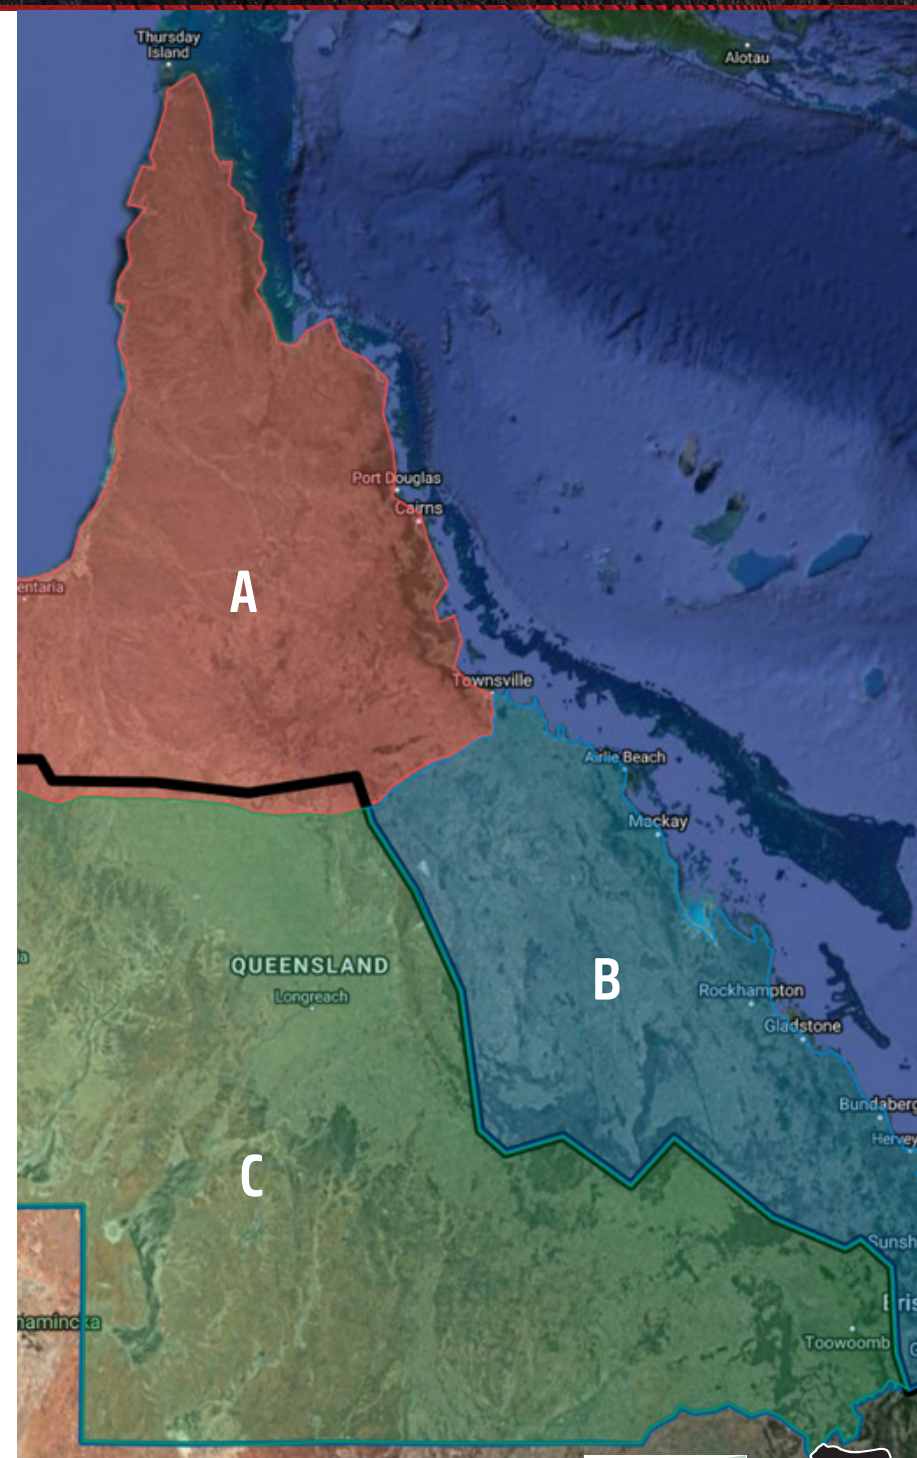 Thursday
Island
Alotau
Port Douglas
Cairns
entaria
A
Townsville
Airlie Beach
Mackay
QUEENSLAND
Longreach
B
Rockhampton
Gladstone
Bundaberg
Hervey
C
Sunsh
Bris
namincka
Toowoomb